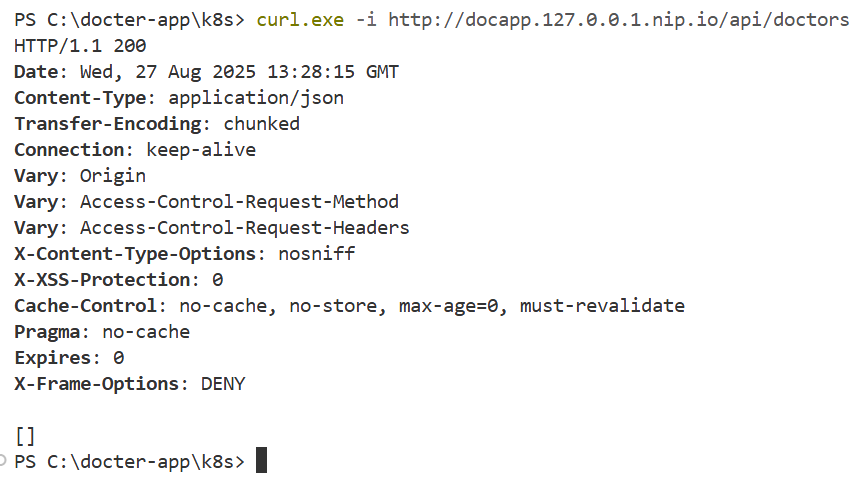 PS C:\docter-app\k8s> curl.exe -i http://docapp.127.0.0.1.nip.io/api/doctors
HTTP/1.1 200
Date: Wed, 27 Aug 2025 13:28:15 GMT
Content-Type: application/json
Transfer-Encoding: chunked
Connection: keep-alive
Vary: Origin
Vary: Access-Control-Request-Method
Vary: Access-Control-Request-Headers
X-Content-Type-Options: nosniff
X-XSS-Protection: 0
Cache-Control: no-cache, no-store, max-age=0, must-revalidate
Pragma: no-cache
Expires: 0
X-Frame-Options: DENY
[]
PS C:\docter-app\k8s>